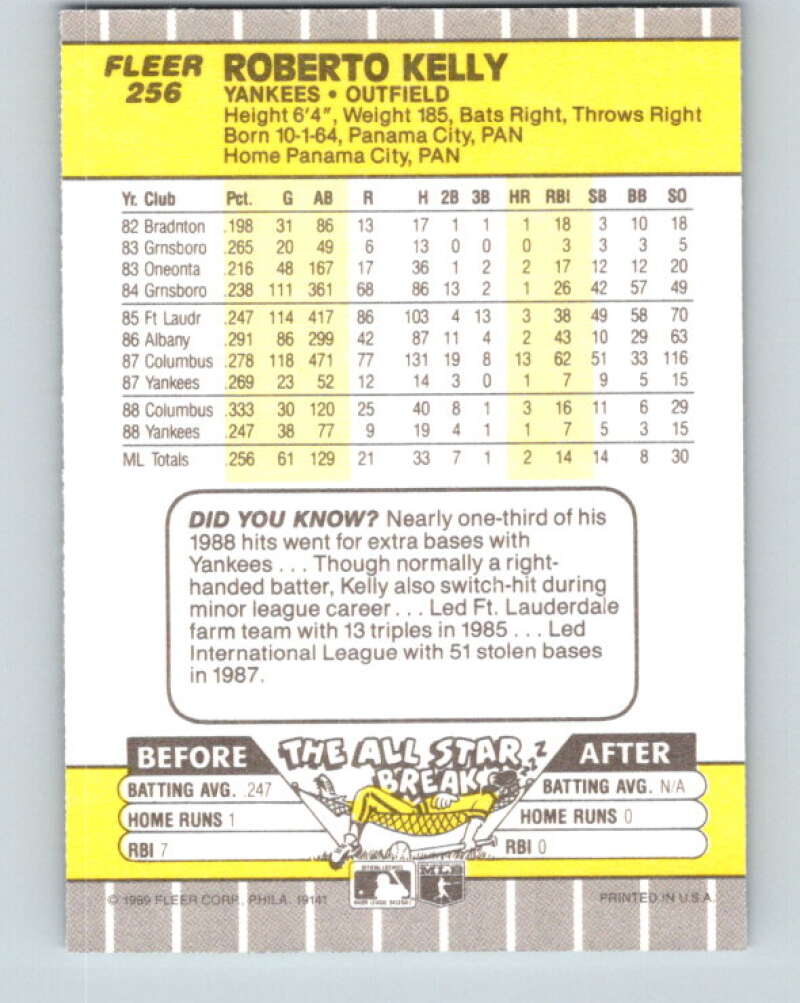 FLEER ROBERTO KELLY
256 YANKEES • OUTFIELD
Height 6'4", Weight 185, Bats Right, Throws Right
Born 10-1-64, Panama City, PAN
Home Panama City, PAN
Yr. Club Pct. G AB R H 2B 3B HR RBI SB BB SO
82 Bradnton .198 31 86 13 17 1 1 1 18 3 10 18
83 Grnsboro .265 20 49 6 13 0 0 0 3 3 3 5
83 Oneonta .216 48 167 17 36 1 2 2 17 12 12 20
84 Grnsboro .238 111 361 68 86 13 2 1 26 42 57 49
85 Ft Laudr .247 114 417 86 103 4 13 3 38 49 58 70
86 Albany .291 86 299 42 87 11 4 2 43 10 29 63
87 Columbus .278 118 471 77 131 19 8 13 62 51 33 116
87 Yankees .269 23 52 12 14 3 0 1 7 9 5 15
88 Columbus .333 30 120 25 40 8 1 3 16 11 6 29
88 Yankees .247 38 77 9 19 4 1 1 7 5 3 15
ML Totals .256 61 129 21 33 7 1 2 14 14 8 30
DID YOU KNOW? Nearly one-third of his
1988 hits went for extra bases with
Yankees . . . Though normally a right-
handed batter, Kelly also switch-hit during
minor league career . . . Led Ft. Lauderdale
farm team with 13 triples in 1985 . . . Led
International League with 51 stolen bases
in 1987.
BEFORE THE ALL STAR BREAK AFTER
z z z
BATTING AVG. .247 BATTING AVG. N/A
HOME RUNS 1 HOME RUNS 0
RBI 7 RBI 0
MLB
© 1989 FLEER CORP., PHILA. 19141 PRINTED IN U.S.A.